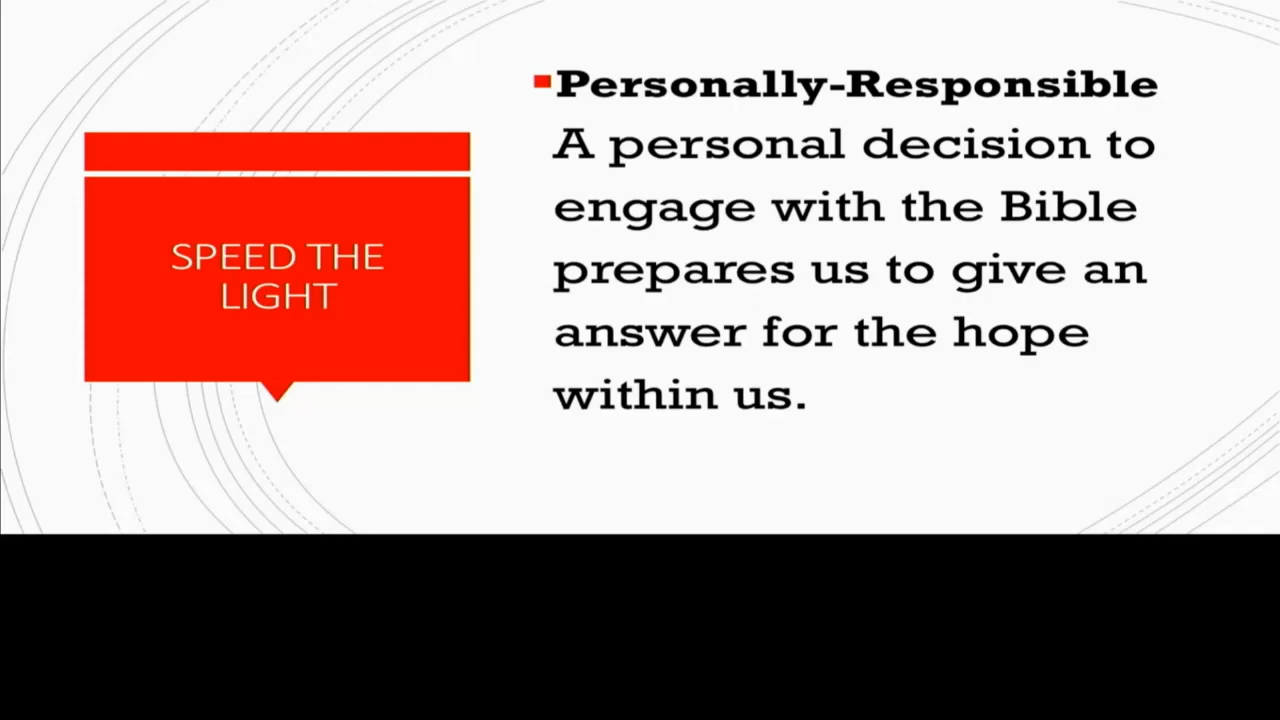 SPEED THE
LIGHT
Personally-Responsible
A personal decision to
engage with the Bible
prepares us to give an
answer for the hope
within us.